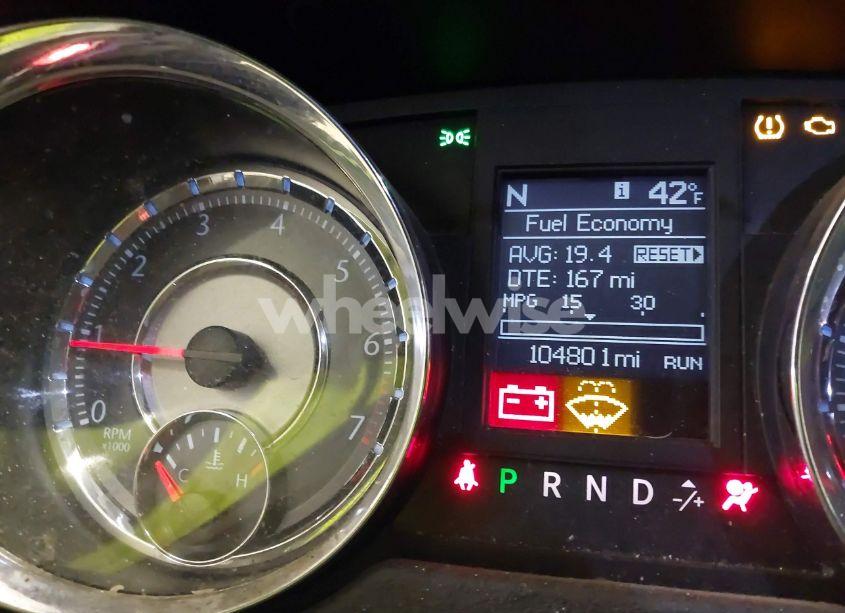 N i 42°F
Fuel Economy
AVG: 19.4 RESET
DTE: 167 mi
MPG 15 30
104801 mi RUN
P R N D -/+
0 1 2 3 4 5 6 7
RPM
x1000
C H
wheelwise